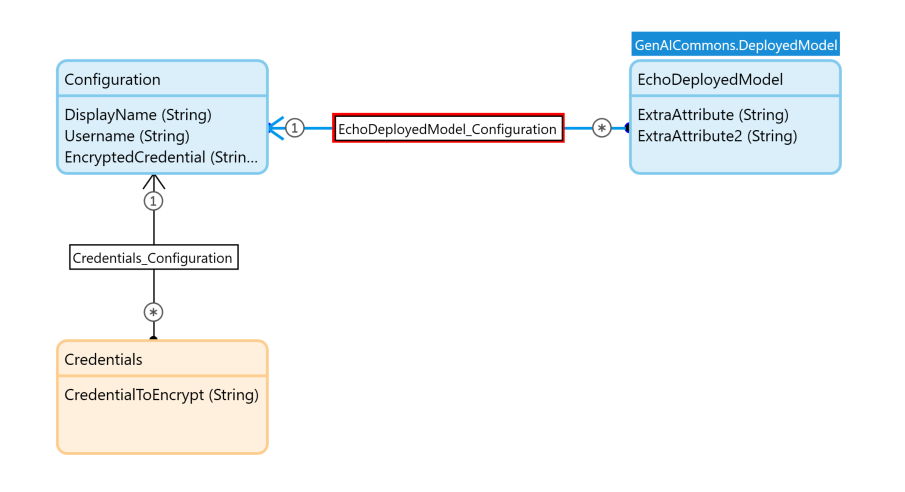 GenAICommons.DeployedModel
Configuration
DisplayName (String)
Username (String)
EncryptedCredential (Strin...
1
EchoDeployedModel_Configuration
*
EchoDeployedModel
ExtraAttribute (String)
ExtraAttribute2 (String)
1
Credentials_Configuration
*
Credentials
CredentialToEncrypt (String)